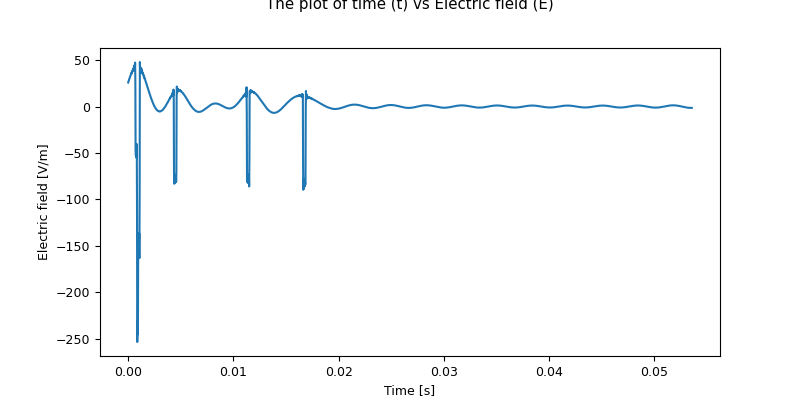 The plot of time (t) vs Electric field (E)
50
0
−50
−100
−150
−200
−250
Electric field [V/m]
0.00 0.01 0.02 0.03 0.04 0.05
Time [s]